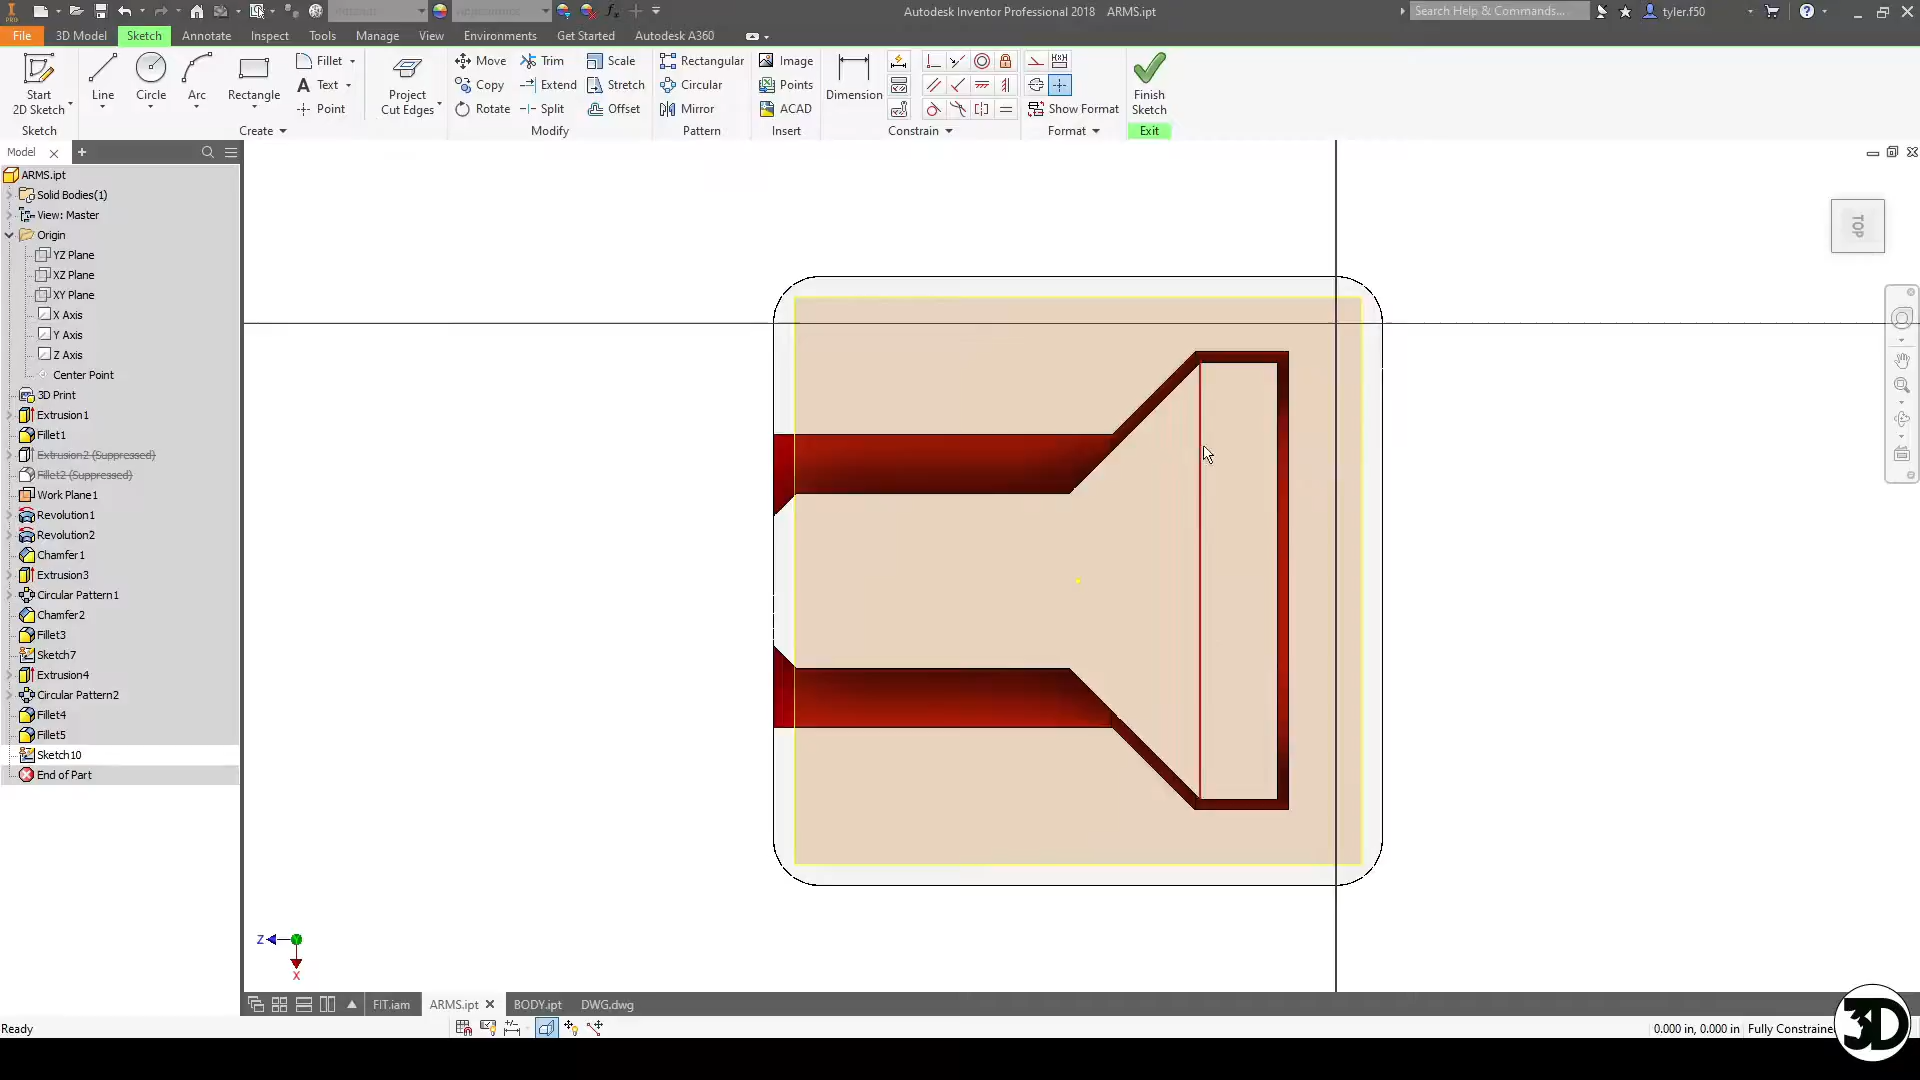 Autodesk Inventor Professional 2018 ARMS.ipt
Search Help & Commands...
tyler.f50
File 3D Model Sketch Annotate Inspect Tools Manage View Environments Get Started Autodesk A360
Start 2D Sketch
Line
Circle
Arc
Rectangle
Fillet
Text
Point
Project Cut Edges
Move
Copy
Rotate
Trim
Extend
Split
Scale
Stretch
Offset
Rectangular
Circular
Mirror
Image
Points
ACAD
Dimension
Show Format
Finish Sketch
Sketch Create Modify Pattern Insert Constrain Format Exit
Model
ARMS.ipt
Solid Bodies(1)
View: Master
Origin
YZ Plane
XZ Plane
XY Plane
X Axis
Y Axis
Z Axis
Center Point
3D Print
Extrusion1
Fillet1
Extrusion2 (Suppressed)
Fillet2 (Suppressed)
Work Plane1
Revolution1
Revolution2
Chamfer1
Extrusion3
Circular Pattern1
Chamfer2
Fillet3
Sketch7
Extrusion4
Circular Pattern2
Fillet4
Fillet5
Sketch10
End of Part
TOP
Z
X
FIT.iam ARMS.ipt BODY.ipt DWG.dwg
Ready
0.000 in, 0.000 in Fully Constraine
3D